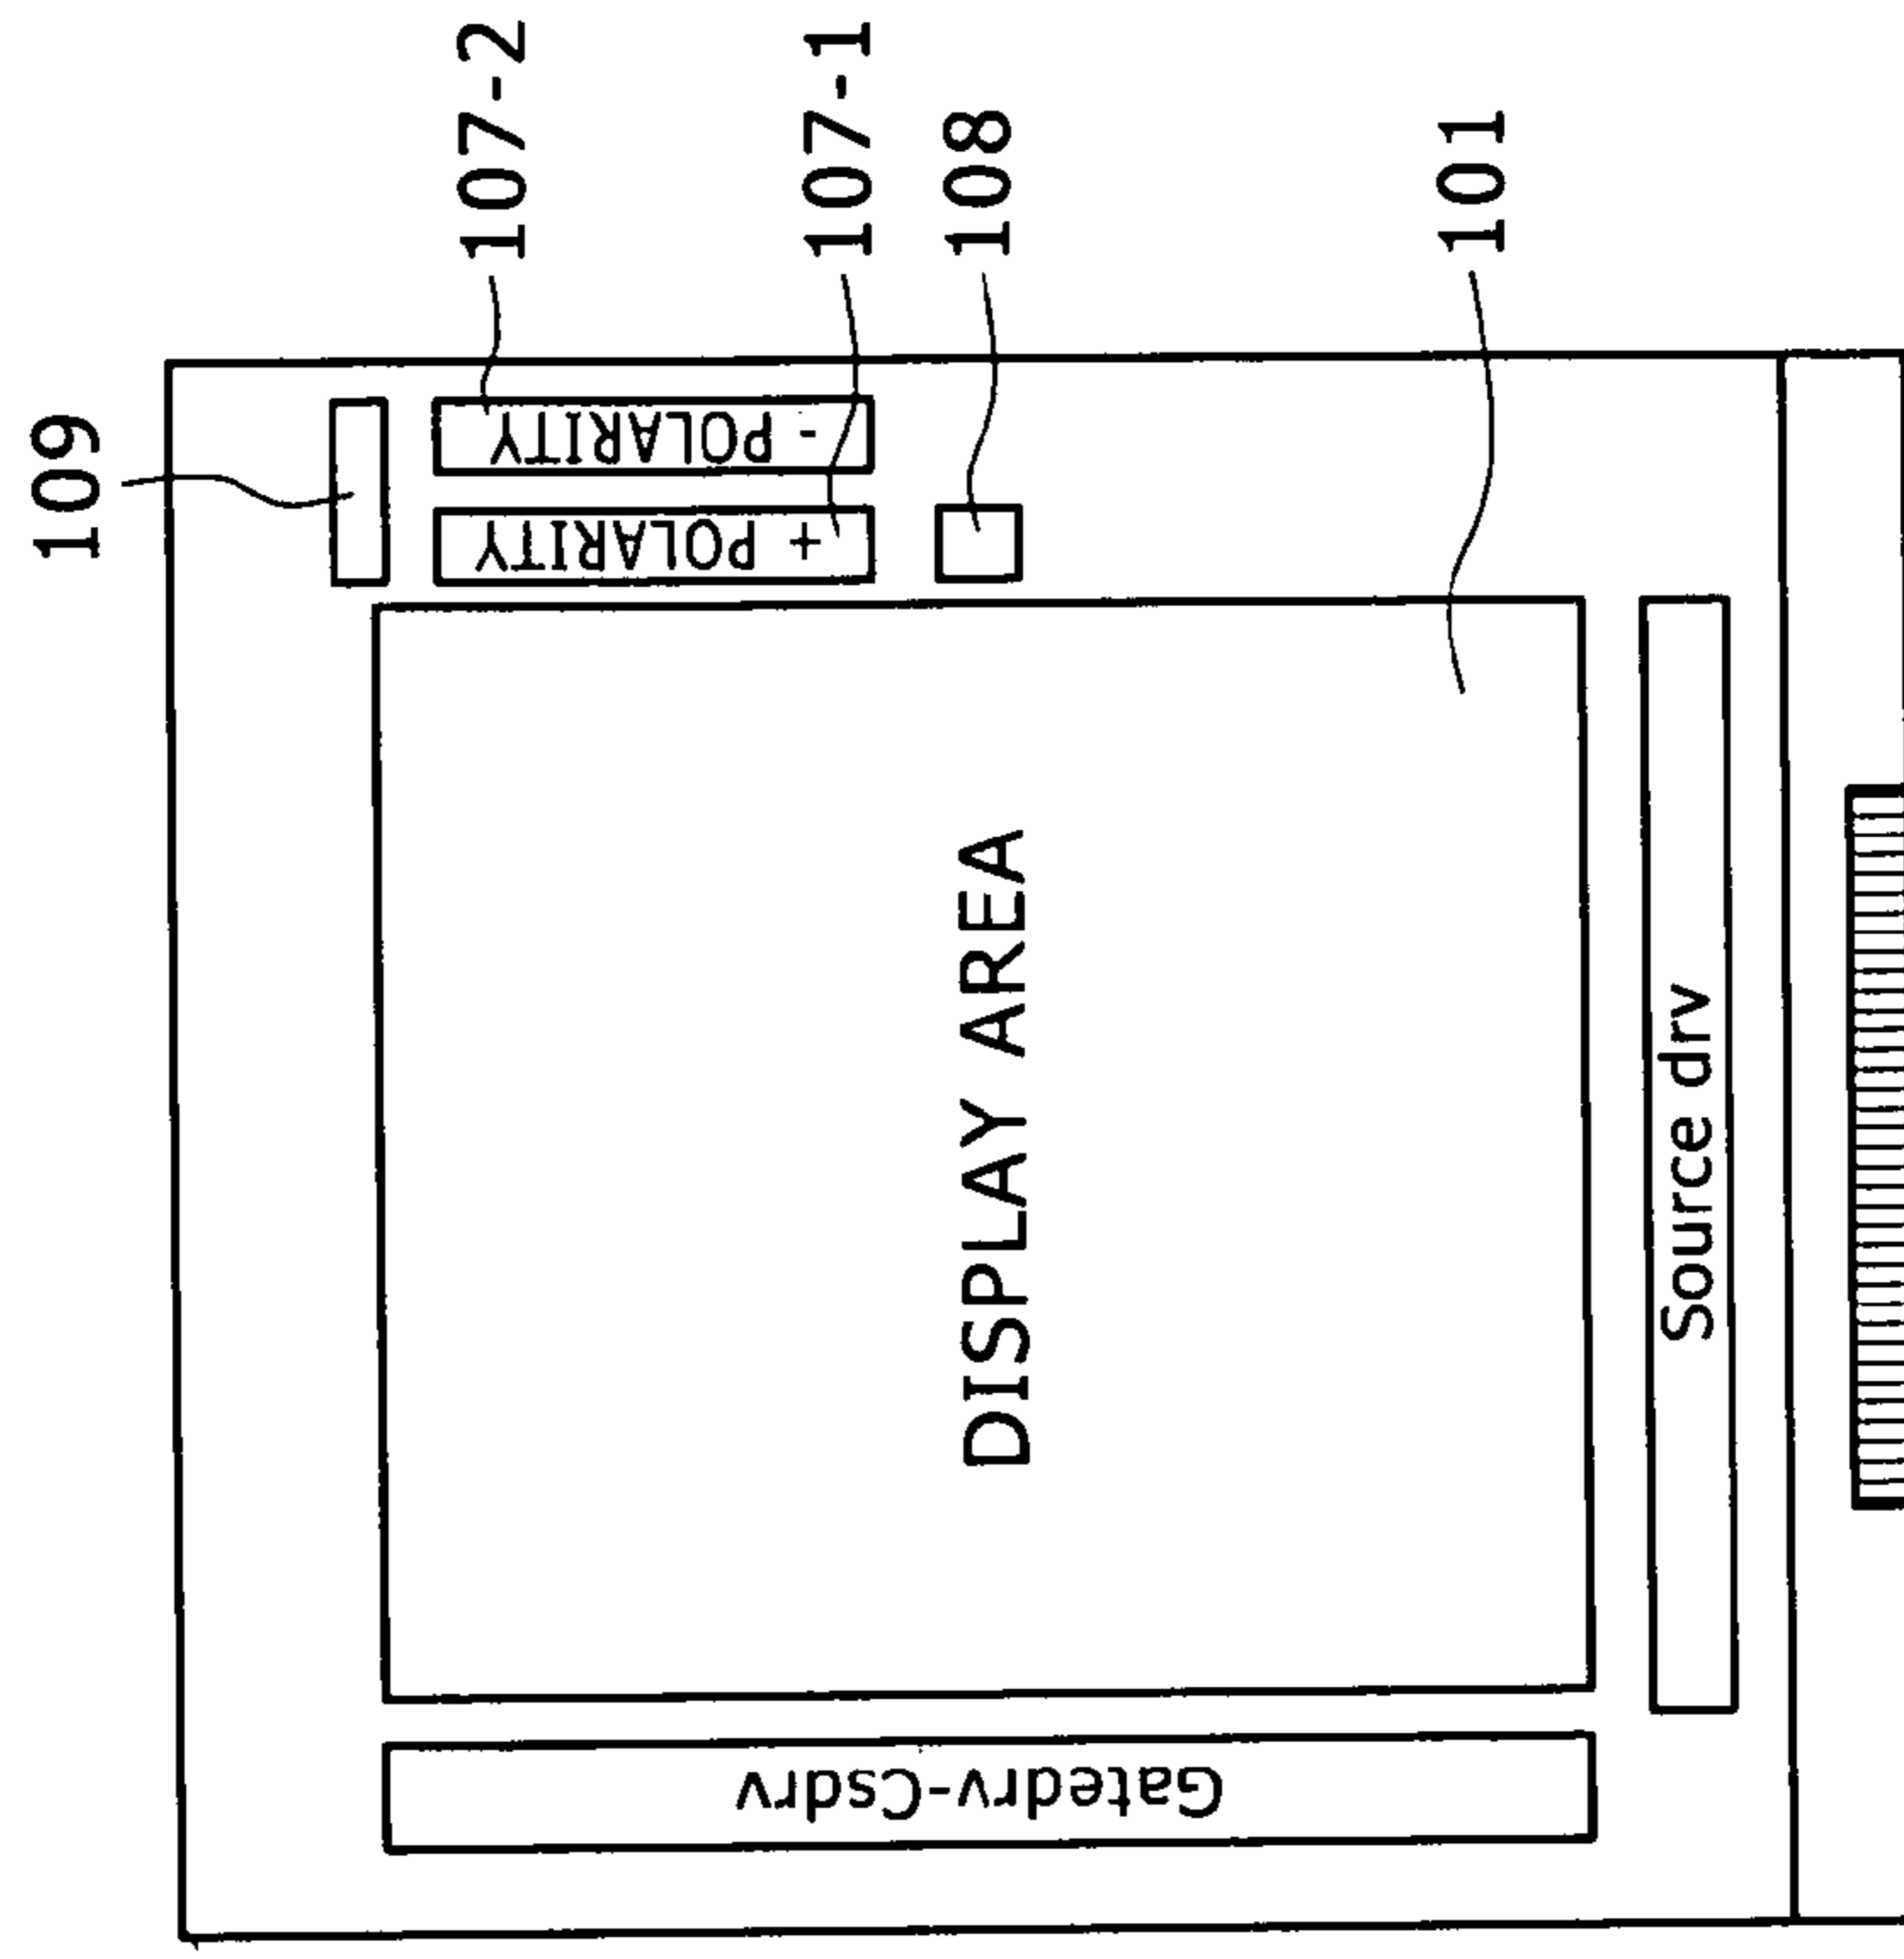 109
107-2
107-1
108
101
- POLARITY
+ POLARITY
DISPLAY AREA
Source drv
Gatedrv-Csdrv